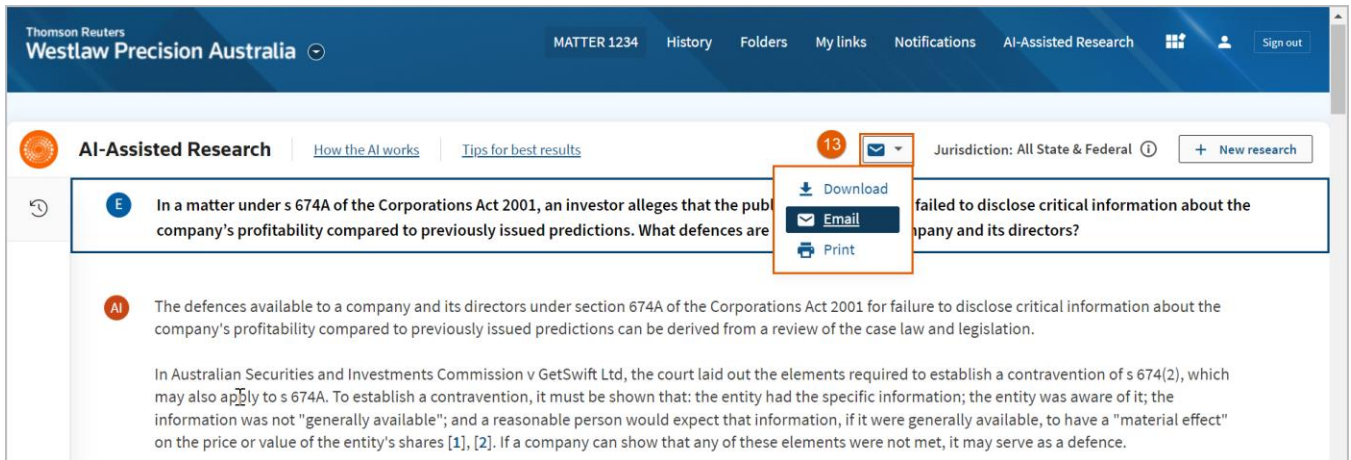 Thomson Reuters
Westlaw Precision Australia
MATTER 1234 History Folders My links Notifications AI-Assisted Research Sign out
AI-Assisted Research How the AI works Tips for best results 13 Jurisdiction: All State & Federal + New research
Download
Email
Print
E In a matter under s 674A of the Corporations Act 2001, an investor alleges that the publ failed to disclose critical information about the
company's profitability compared to previously issued predictions. What defences are pany and its directors?
AI The defences available to a company and its directors under section 674A of the Corporations Act 2001 for failure to disclose critical information about the
company's profitability compared to previously issued predictions can be derived from a review of the case law and legislation.
In Australian Securities and Investments Commission v GetSwift Ltd, the court laid out the elements required to establish a contravention of s 674(2), which
may also apply to s 674A. To establish a contravention, it must be shown that: the entity had the specific information; the entity was aware of it; the
information was not "generally available"; and a reasonable person would expect that information, if it were generally available, to have a "material effect"
on the price or value of the entity's shares [1], [2]. If a company can show that any of these elements were not met, it may serve as a defence.